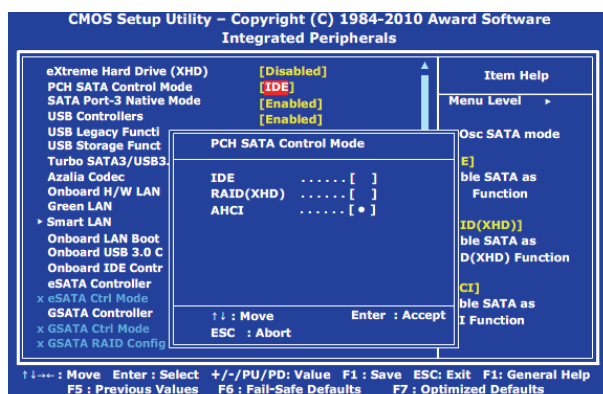 CMOS Setup Utility – Copyright (C) 1984-2010 Award Software
Integrated Peripherals
eXtreme Hard Drive (XHD) [Disabled]
PCH SATA Control Mode [IDE]
SATA Port-3 Native Mode [Enabled]
USB Controllers [Enabled]
USB Legacy Functi
USB Storage Funct
Turbo SATA3/USB3.
Azalia Codec
Onboard H/W LAN
Green LAN
▸ Smart LAN
Onboard LAN Boot
Onboard USB 3.0 C
Onboard IDE Contr
eSATA Controller
x eSATA Ctrl Mode
GSATA Controller
x GSATA Ctrl Mode
x GSATA RAID Config
PCH SATA Control Mode
IDE ......[ ]
RAID(XHD) ......[ ]
AHCI ......[ • ]
↑↓ : Move Enter : Accept
ESC : Abort
Item Help
Menu Level ▸
Osc SATA mode
E]
ble SATA as
Function
ID(XHD)]
ble SATA as
D(XHD) Function
CI]
ble SATA as
I Function
↑↓→← : Move Enter : Select +/-/PU/PD: Value F1 : Save ESC: Exit F1: General Help
F5 : Previous Values F6 : Fail-Safe Defaults F7 : Optimized Defaults